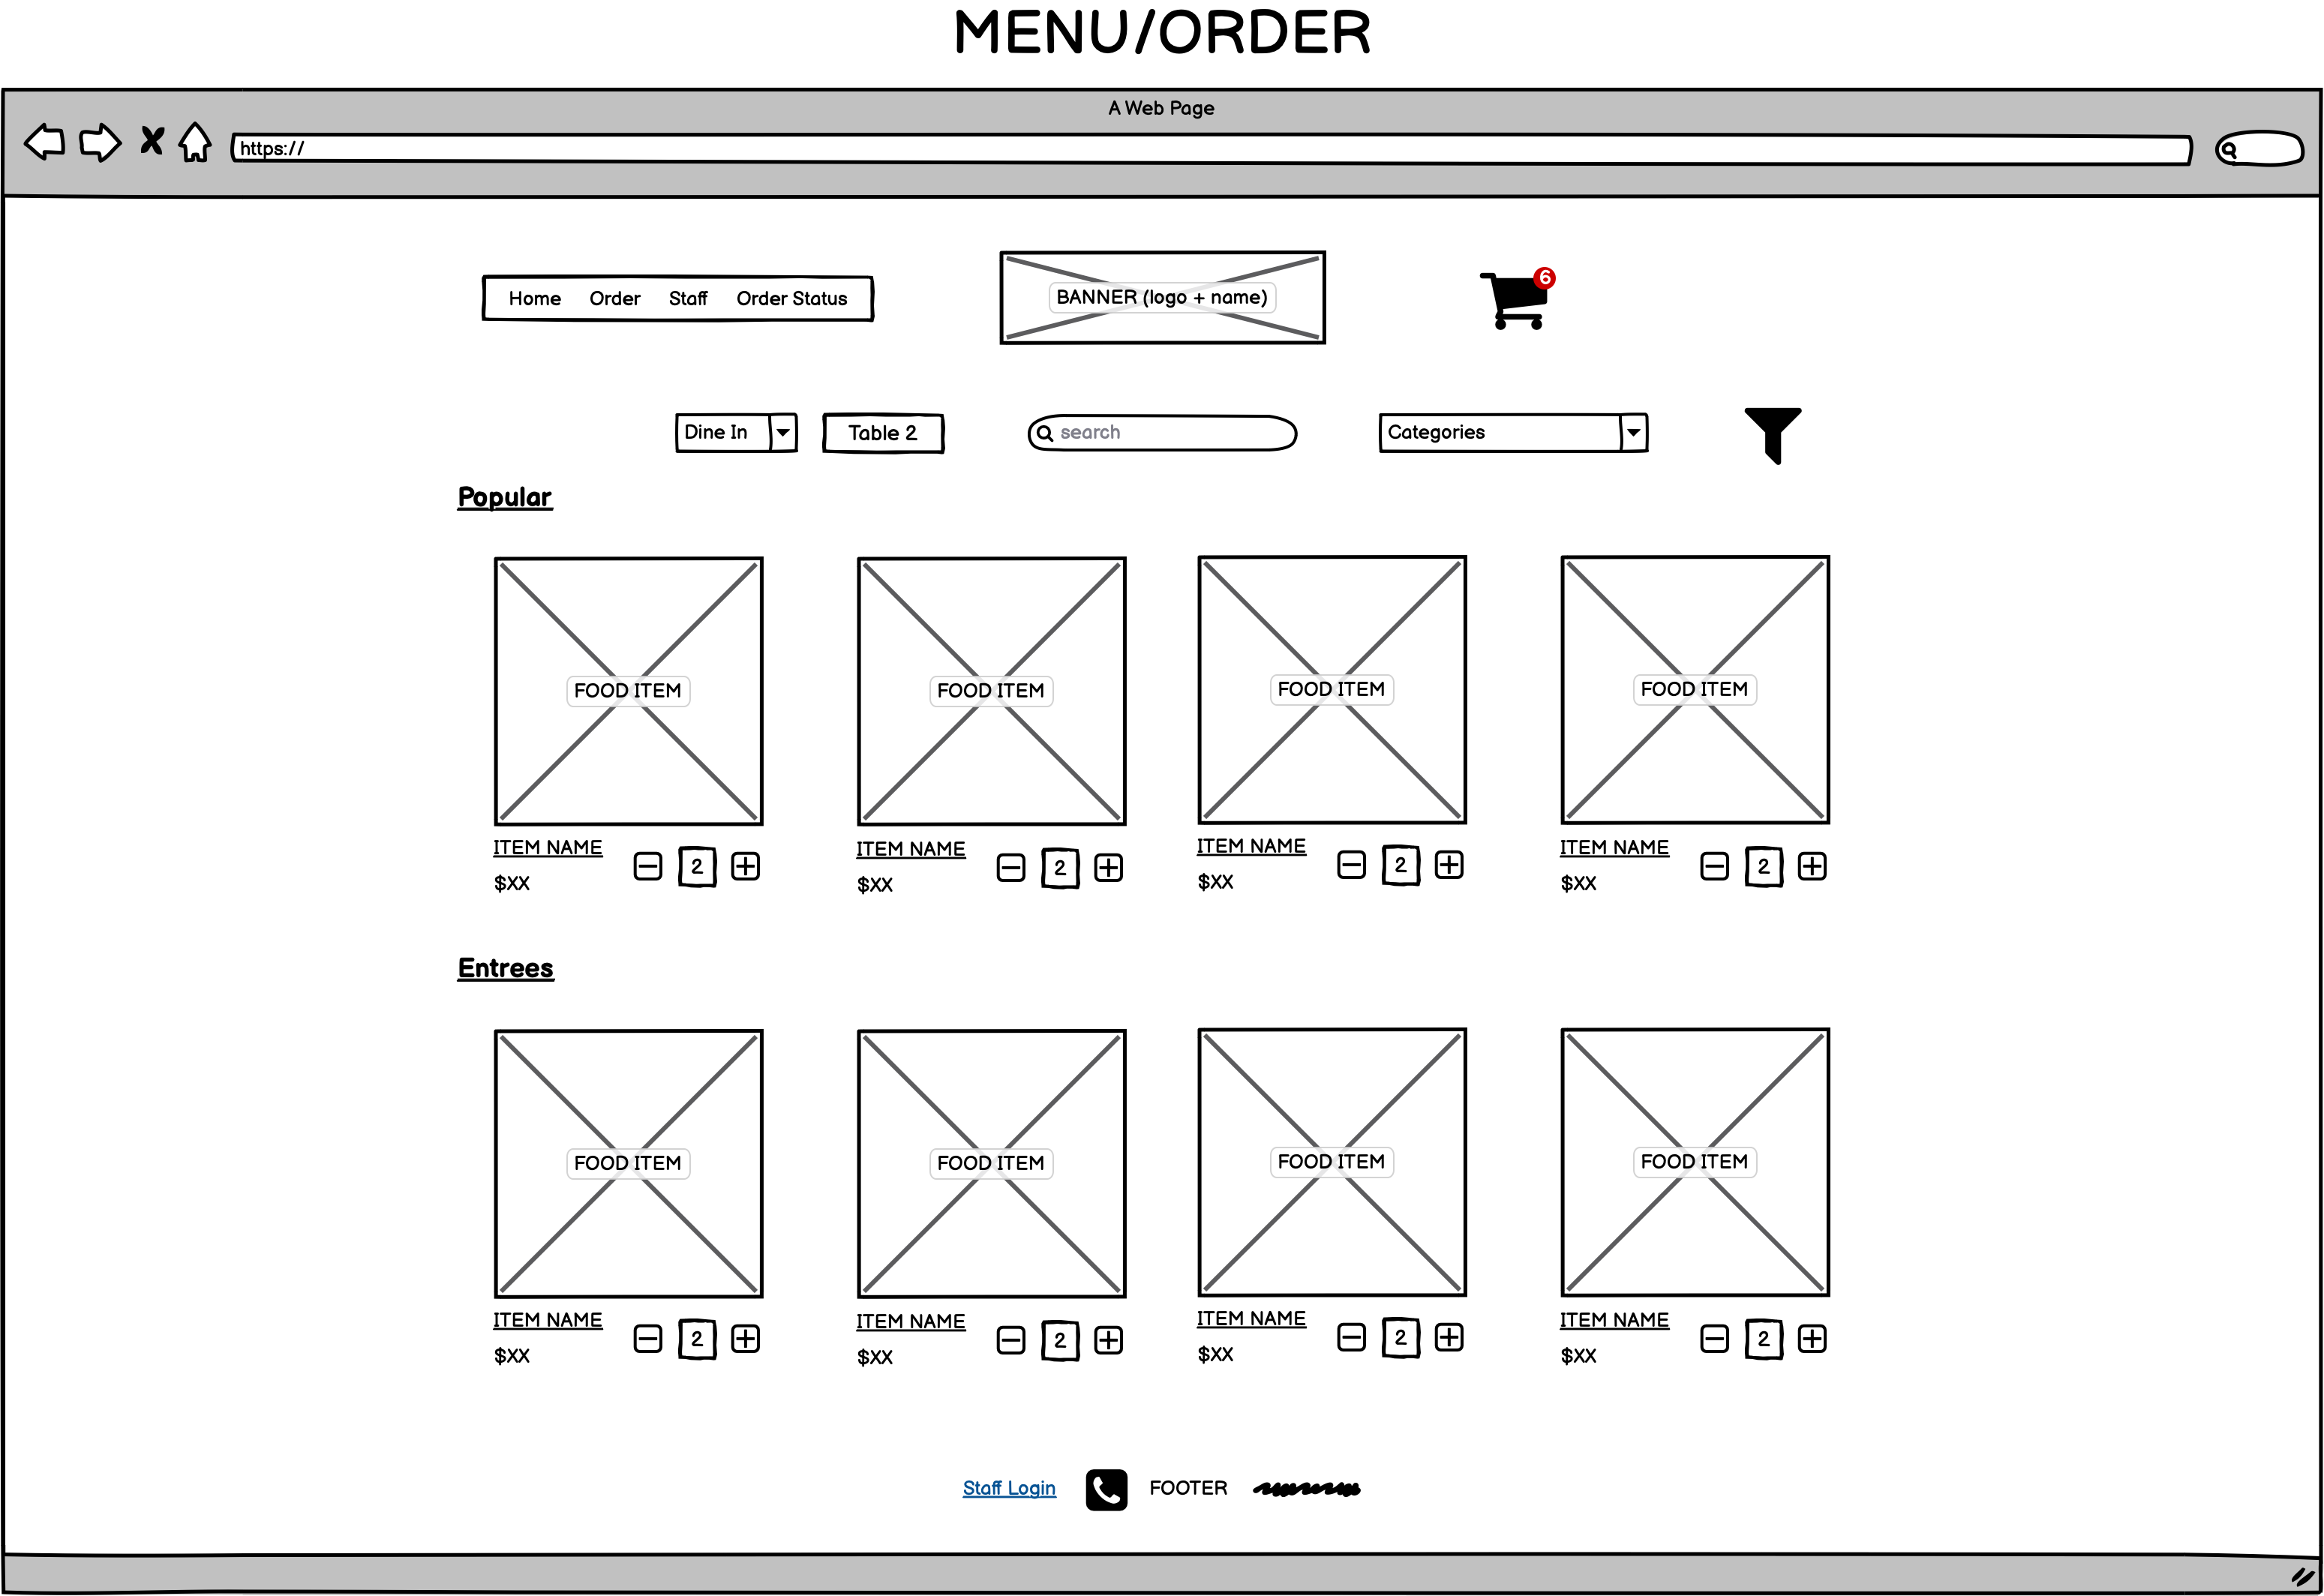 MENU/ORDER
A Web Page
https://
Home Order Staff Order Status
BANNER (logo + name)
6
Dine In
Table 2
search
Categories
Popular
FOOD ITEM FOOD ITEM FOOD ITEM FOOD ITEM
ITEM NAME 2 ITEM NAME 2 ITEM NAME 2 ITEM NAME 2
$XX $XX $XX $XX
Entrees
FOOD ITEM FOOD ITEM FOOD ITEM FOOD ITEM
ITEM NAME 2 ITEM NAME 2 ITEM NAME 2 ITEM NAME 2
$XX $XX $XX $XX
Staff Login FOOTER